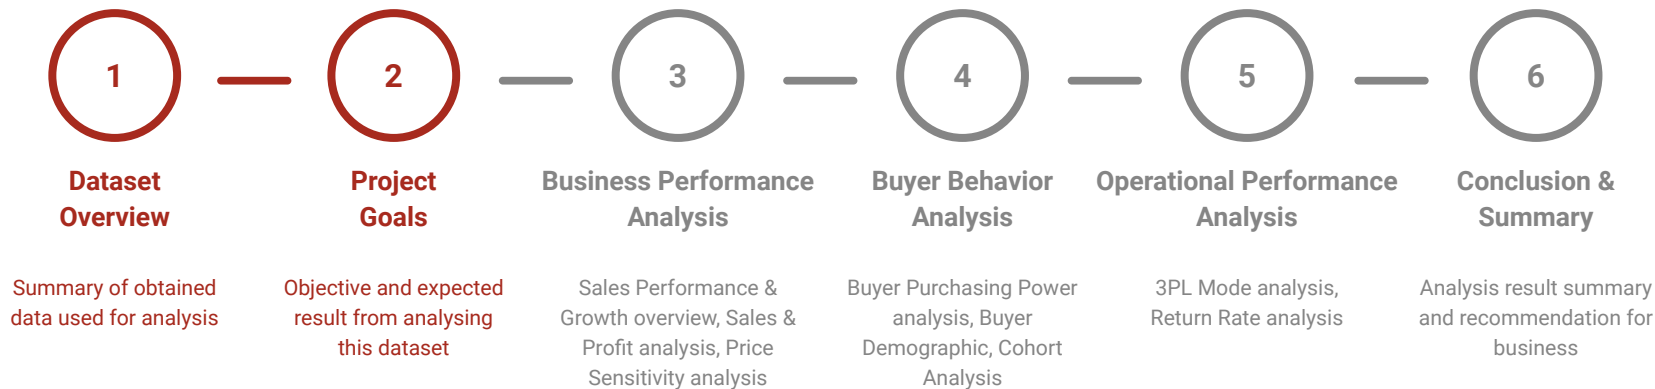 1
2
3
4
5
6
Dataset
Overview
Project
Goals
Business Performance
Analysis
Buyer Behavior
Analysis
Operational Performance
Analysis
Conclusion &
Summary
Summary of obtained
data used for analysis
Objective and expected
result from analysing
this dataset
Sales Performance &
Growth overview, Sales &
Profit analysis, Price
Sensitivity analysis
Buyer Purchasing Power
analysis, Buyer
Demographic, Cohort
Analysis
3PL Mode analysis,
Return Rate analysis
Analysis result summary
and recommendation for
business